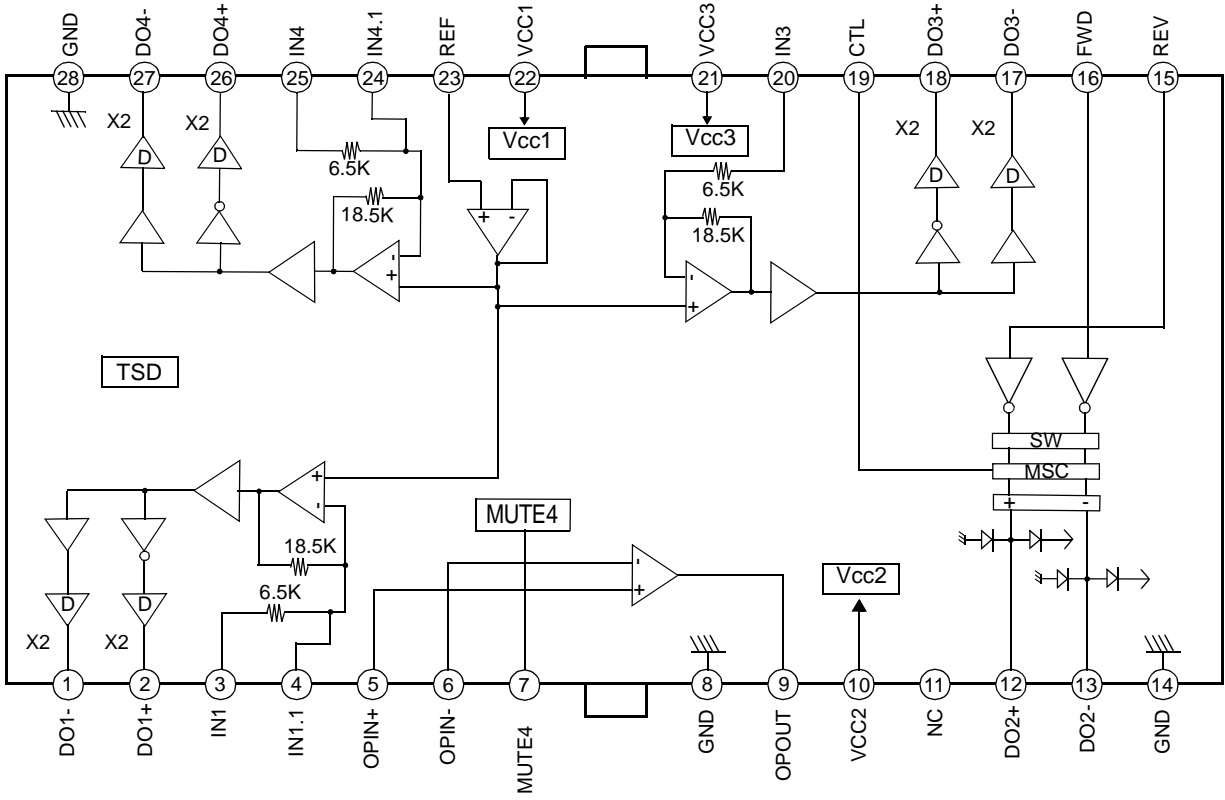 GND
DO4-
DO4+
IN4
IN4.1
REF
VCC1
VCC3
IN3
CTL
DO3+
DO3-
FWD
REV
28 27 26 25 24 23 22 21 20 19 18 17 16 15
X2 X2 Vcc1 Vcc3 X2 X2
D D 6.5K 6.5K D D
18.5K + - 18.5K
-
+
-
+
TSD
SW
MSC
+ -
+
-
MUTE4
18.5K
6.5K
-
+
Vcc2
D D
X2 X2
1 2 3 4 5 6 7 8 9 10 11 12 13 14
DO1-
DO1+
IN1
IN1.1
OPIN+
OPIN-
MUTE4
GND
OPOUT
VCC2
NC
DO2+
DO2-
GND